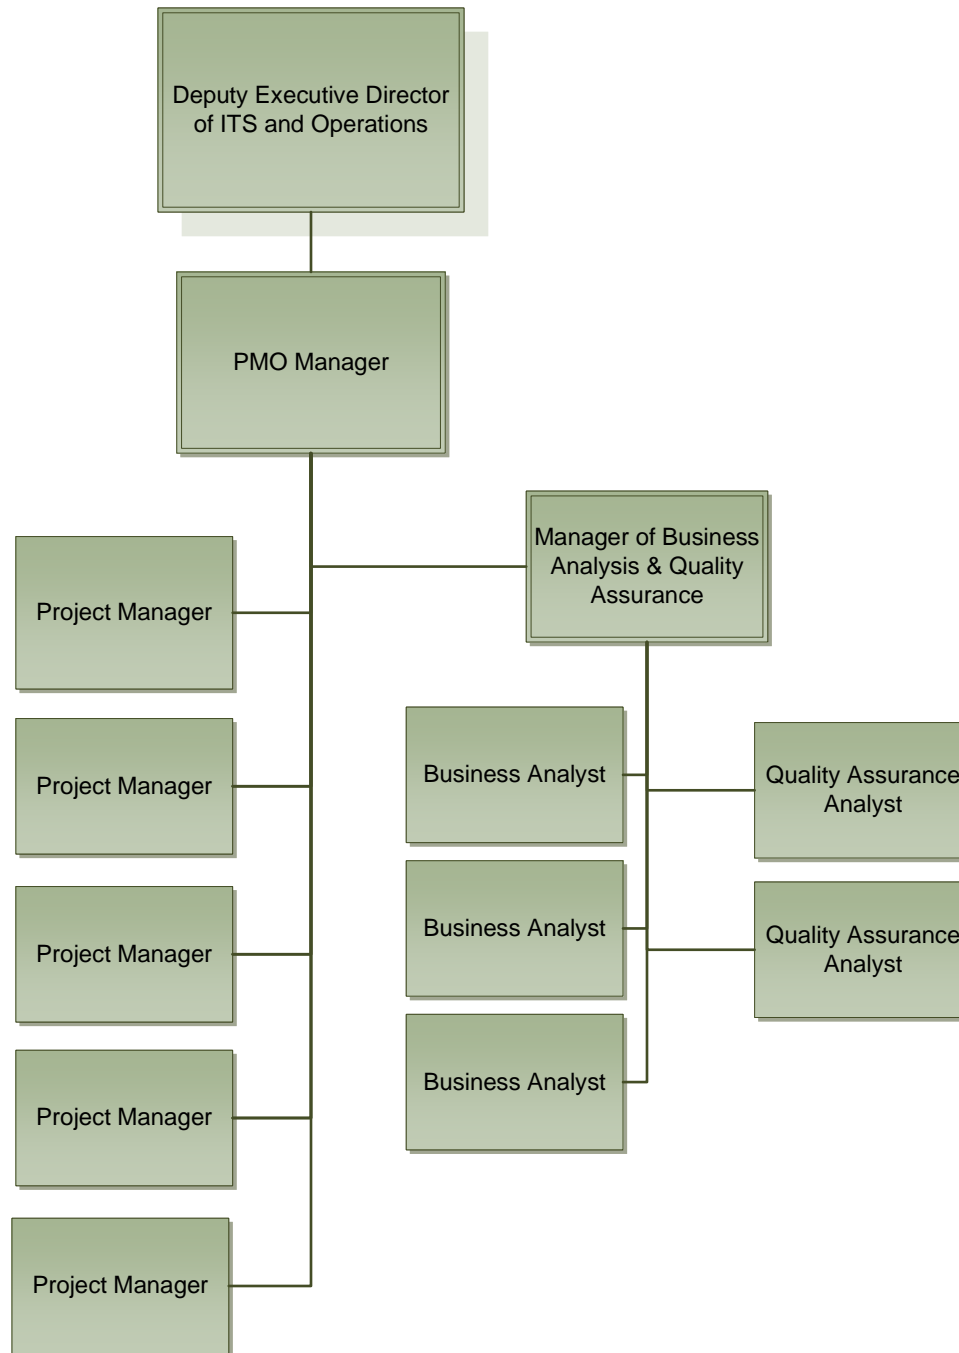 Deputy Executive Director
of ITS and Operations
PMO Manager
Manager of Business
Analysis & Quality
Assurance
Project Manager
Project Manager
Project Manager
Project Manager
Project Manager
Business Analyst
Business Analyst
Business Analyst
Quality Assurance
Analyst
Quality Assurance
Analyst